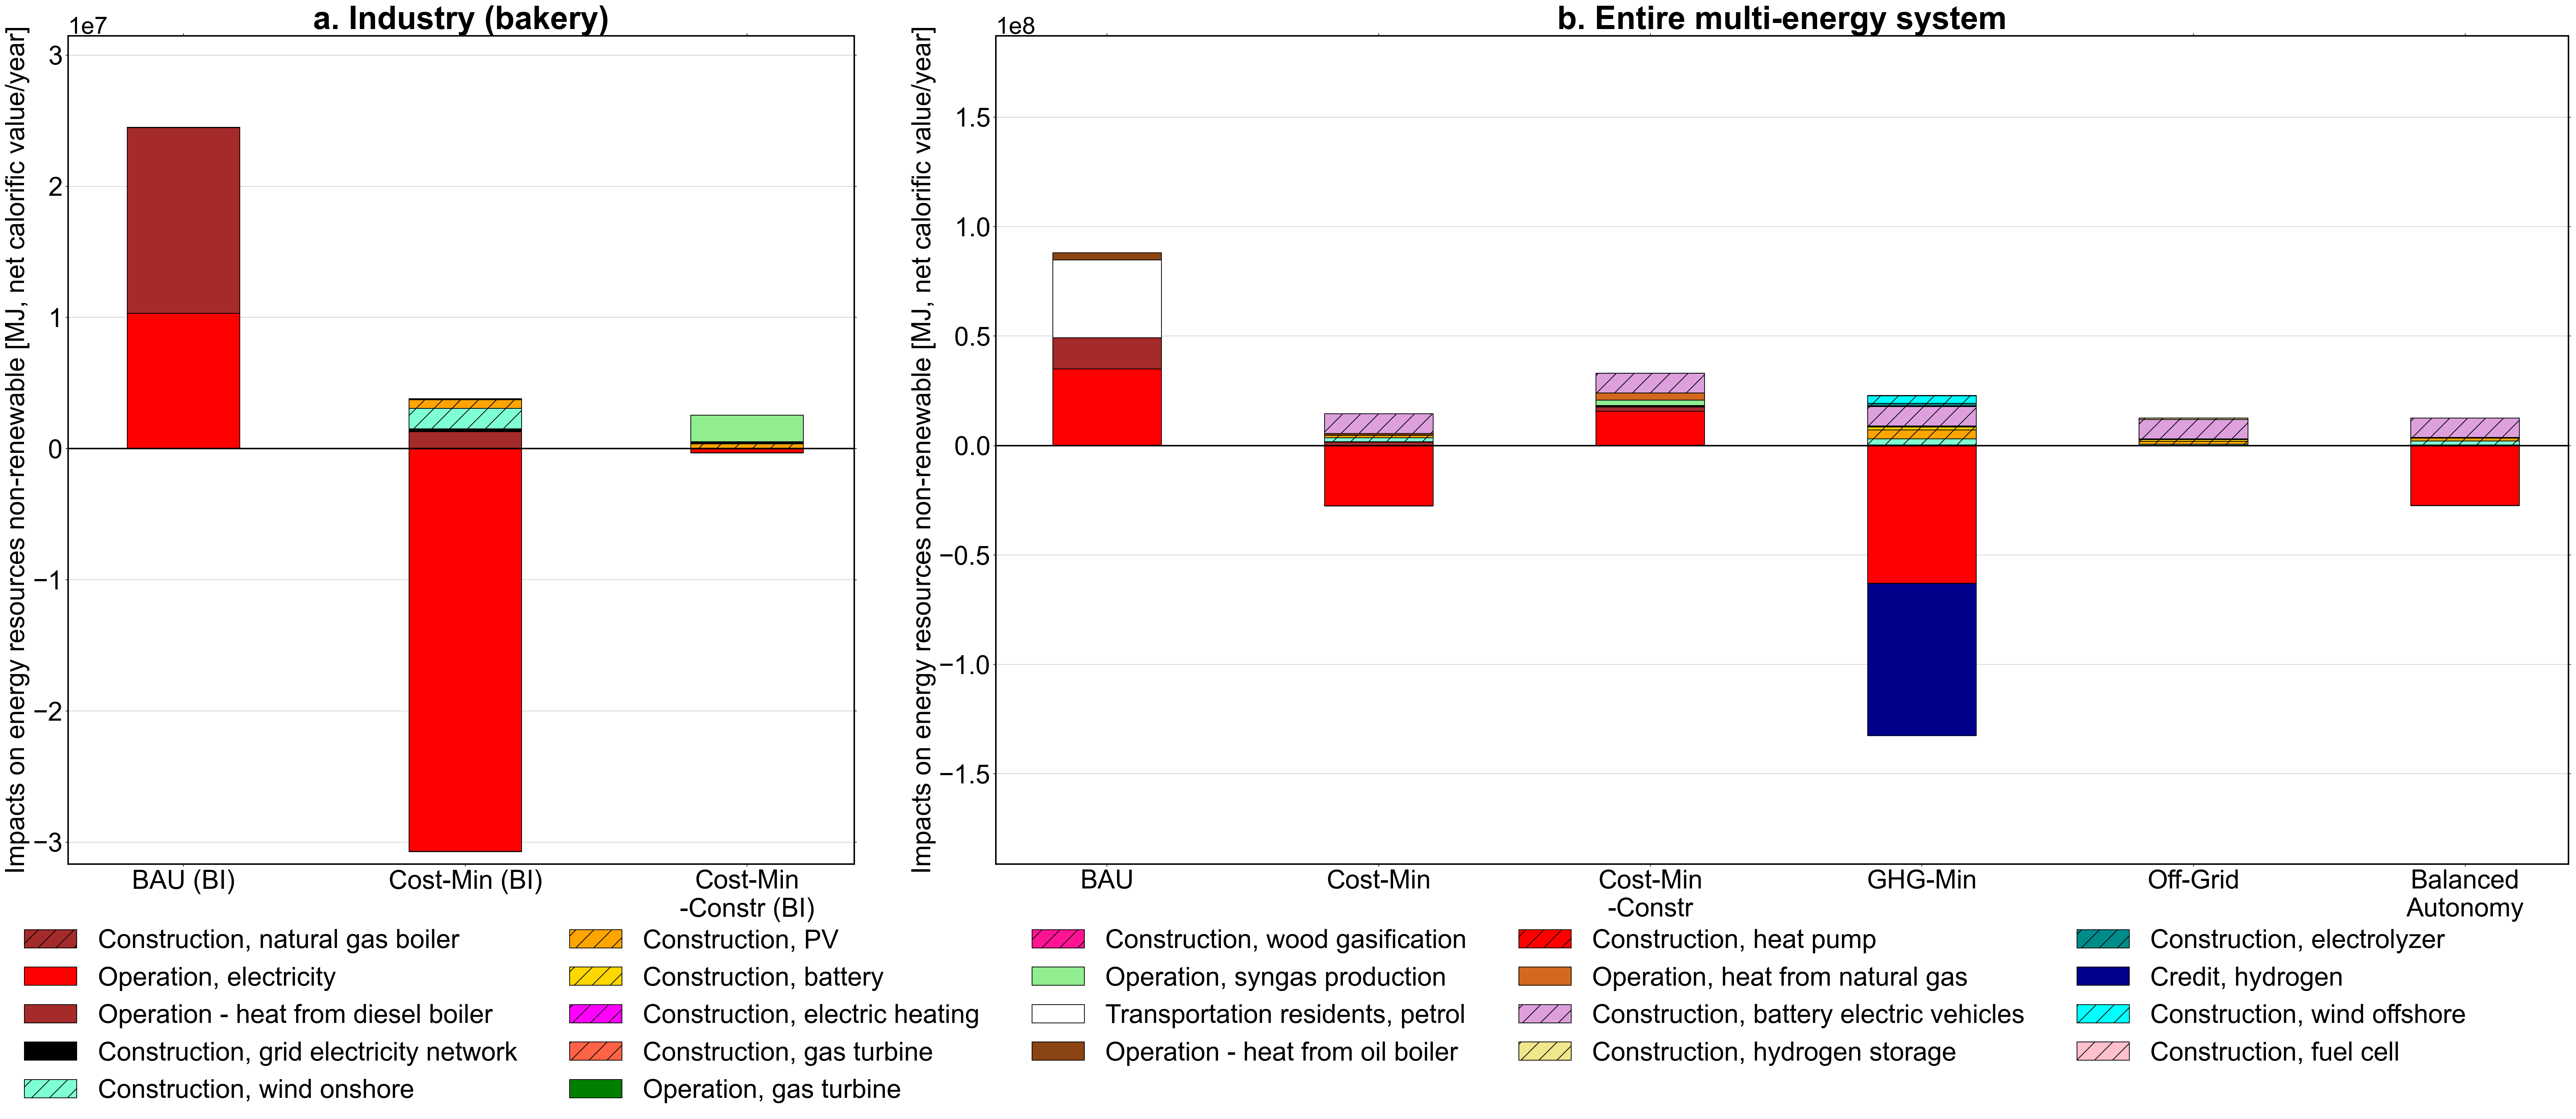 a. Industry (bakery)
1e7
Impacts on energy resources non-renewable [MJ, net calorific value/year]
3
2
1
0
−1
−2
−3
BAU (BI)
Cost-Min (BI)
Cost-Min
-Constr (BI)
b. Entire multi-energy system
1e8
Impacts on energy resources non-renewable [MJ, net calorific value/year]
1.5
1.0
0.5
0.0
−0.5
−1.0
−1.5
BAU
Cost-Min
Cost-Min
-Constr
GHG-Min
Off-Grid
Balanced
Autonomy
Construction, natural gas boiler
Operation, electricity
Operation - heat from diesel boiler
Construction, grid electricity network
Construction, wind onshore
Construction, PV
Construction, battery
Construction, electric heating
Construction, gas turbine
Operation, gas turbine
Construction, wood gasification
Operation, syngas production
Transportation residents, petrol
Operation - heat from oil boiler
Construction, heat pump
Operation, heat from natural gas
Construction, battery electric vehicles
Construction, hydrogen storage
Construction, electrolyzer
Credit, hydrogen
Construction, wind offshore
Construction, fuel cell